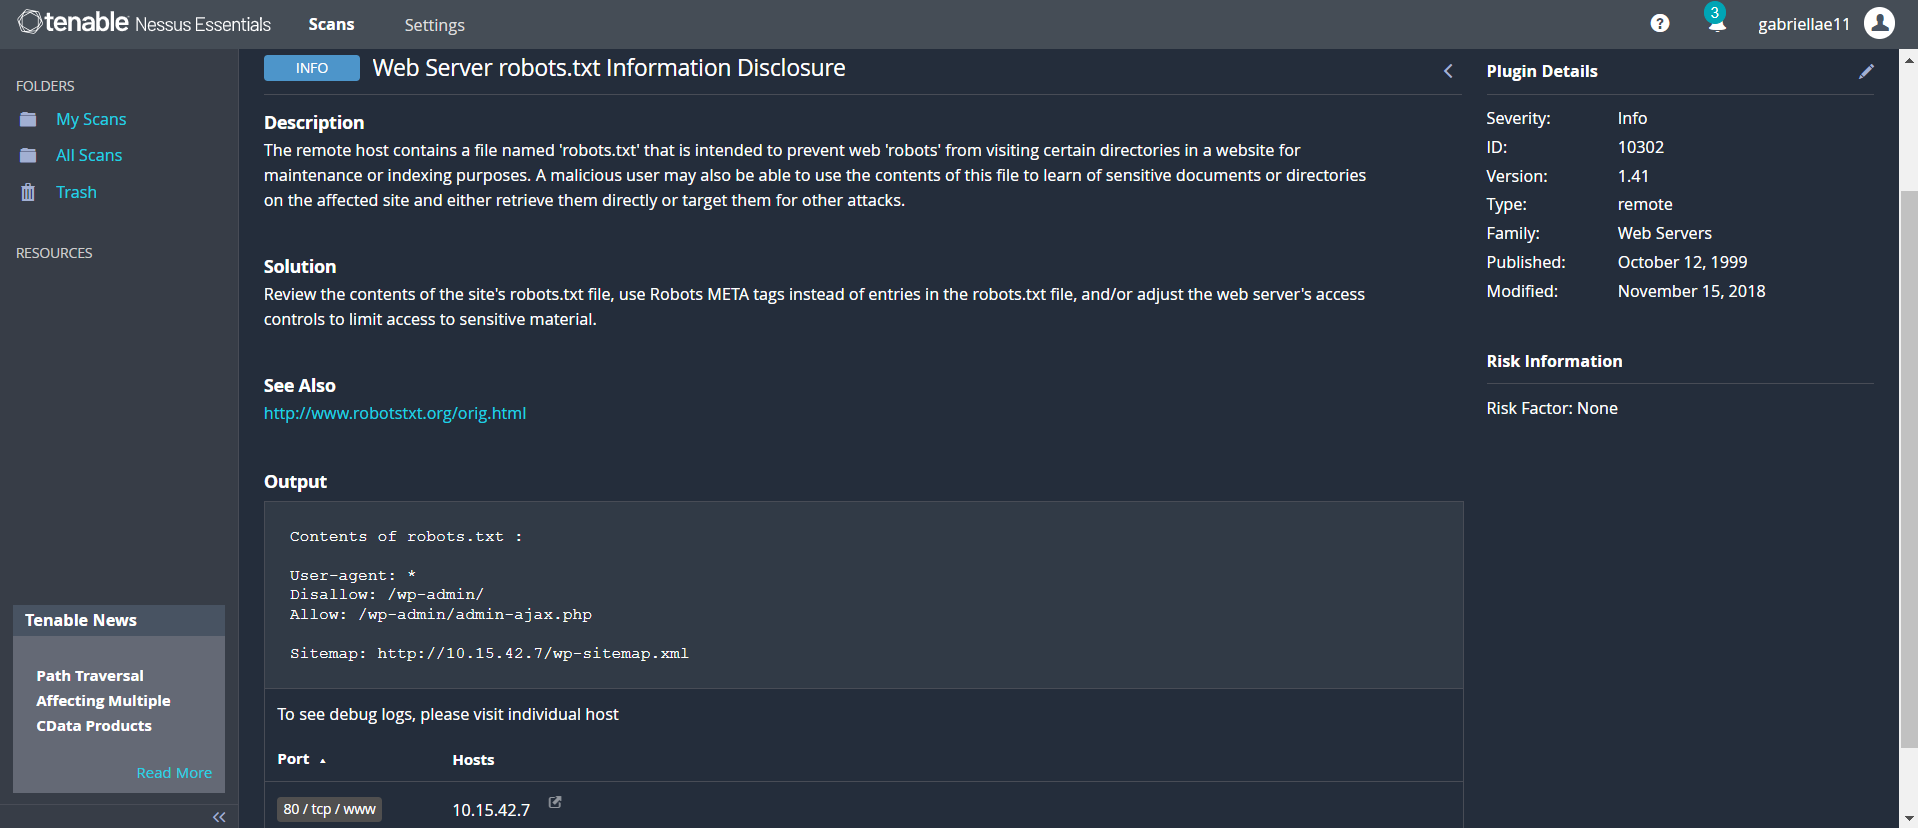 tenable Nessus Essentials
Scans
Settings
?
3
gabriellae11
FOLDERS
My Scans
All Scans
Trash
RESOURCES
Tenable News
Path Traversal
Affecting Multiple
CData Products
Read More
INFO
Web Server robots.txt Information Disclosure
Description
The remote host contains a file named 'robots.txt' that is intended to prevent web 'robots' from visiting certain directories in a website for
maintenance or indexing purposes. A malicious user may also be able to use the contents of this file to learn of sensitive documents or directories
on the affected site and either retrieve them directly or target them for other attacks.
Solution
Review the contents of the site's robots.txt file, use Robots META tags instead of entries in the robots.txt file, and/or adjust the web server's access
controls to limit access to sensitive material.
See Also
http://www.robotstxt.org/orig.html
Output
Contents of robots.txt :
User-agent: *
Disallow: /wp-admin/
Allow: /wp-admin/admin-ajax.php
Sitemap: http://10.15.42.7/wp-sitemap.xml
To see debug logs, please visit individual host
Port Hosts
80 / tcp / www 10.15.42.7
Plugin Details
Severity: Info
ID: 10302
Version: 1.41
Type: remote
Family: Web Servers
Published: October 12, 1999
Modified: November 15, 2018
Risk Information
Risk Factor: None